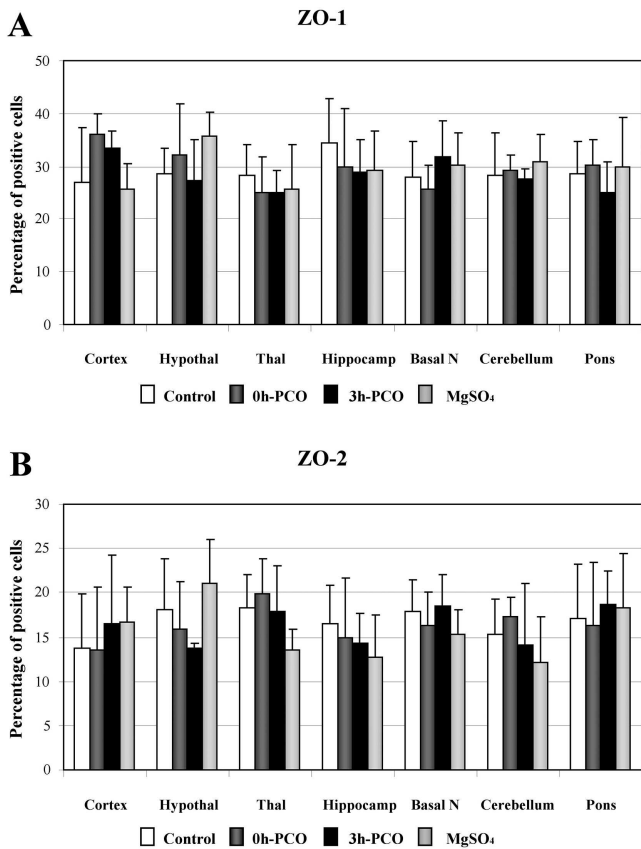 A
ZO-1
Percentage of positive cells
50
40
30
20
10
0
Cortex Hypothal Thal Hippocamp Basal N Cerebellum Pons
Control 0h-PCO 3h-PCO MgSO₄
B
ZO-2
Percentage of positive cells
30
25
20
15
10
5
0
Cortex Hypothal Thal Hippocamp Basal N Cerebellum Pons
Control 0h-PCO 3h-PCO MgSO₄